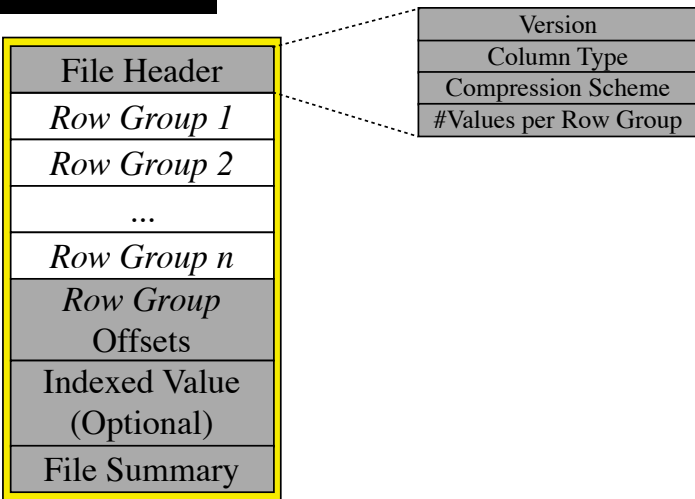 File Header
Row Group 1
Row Group 2
...
Row Group n
Row Group
Offsets
Indexed Value
(Optional)
File Summary
Version
Column Type
Compression Scheme
#Values per Row Group